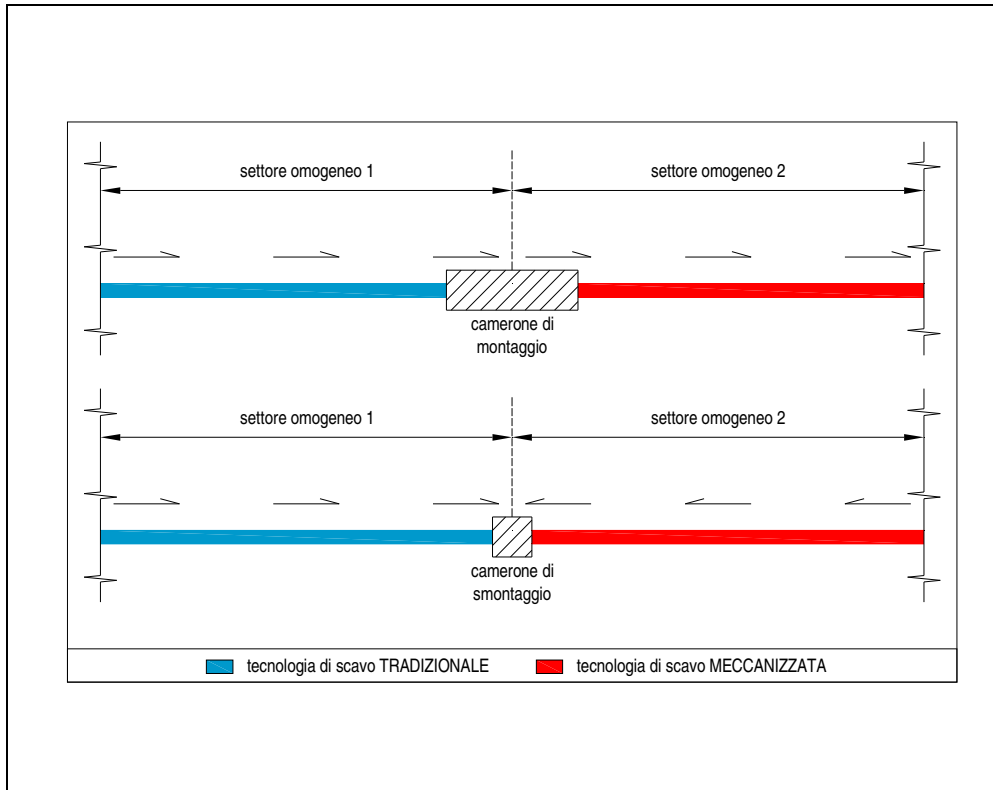 settore omogeneo 1
settore omogeneo 2
camerone di
montaggio
settore omogeneo 1
settore omogeneo 2
camerone di
smontaggio
tecnologia di scavo TRADIZIONALE
tecnologia di scavo MECCANIZZATA